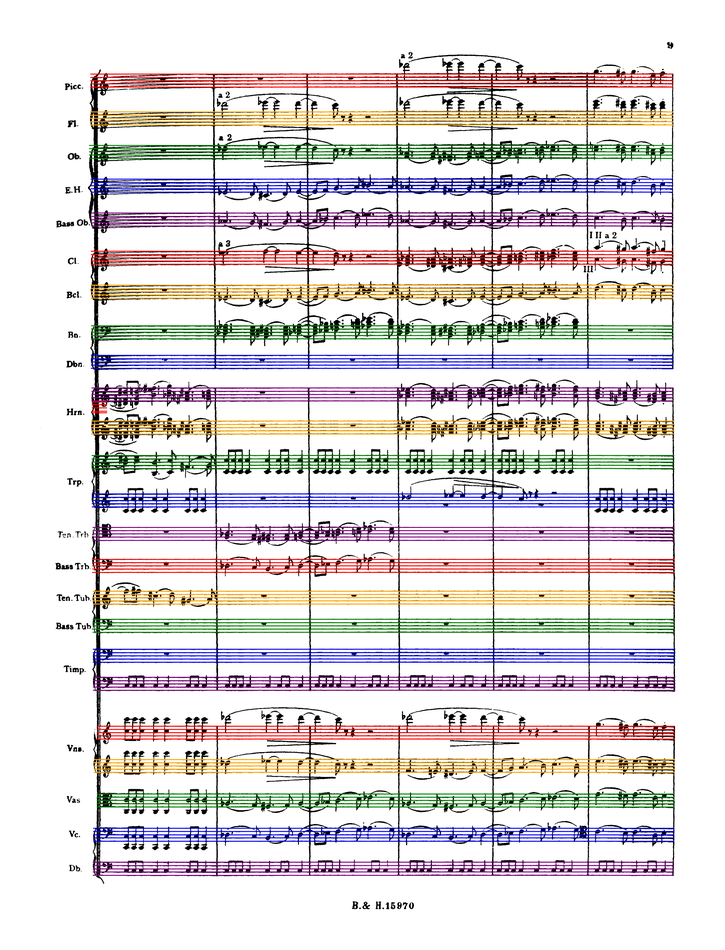 9
a 2
Picc.
a 2
Fl.
a 2
Ob.
E.H.
Bass Ob.
I II a 2
a 3
Cl.
III
Bcl.
Bn.
Dbn.
Hrn.
Trp.
Ten. Trb.
Bass Trb.
Ten. Tub.
Bass Tub.
Timp.
Vns.
Vas
Vc.
Db.
B.& H.15970